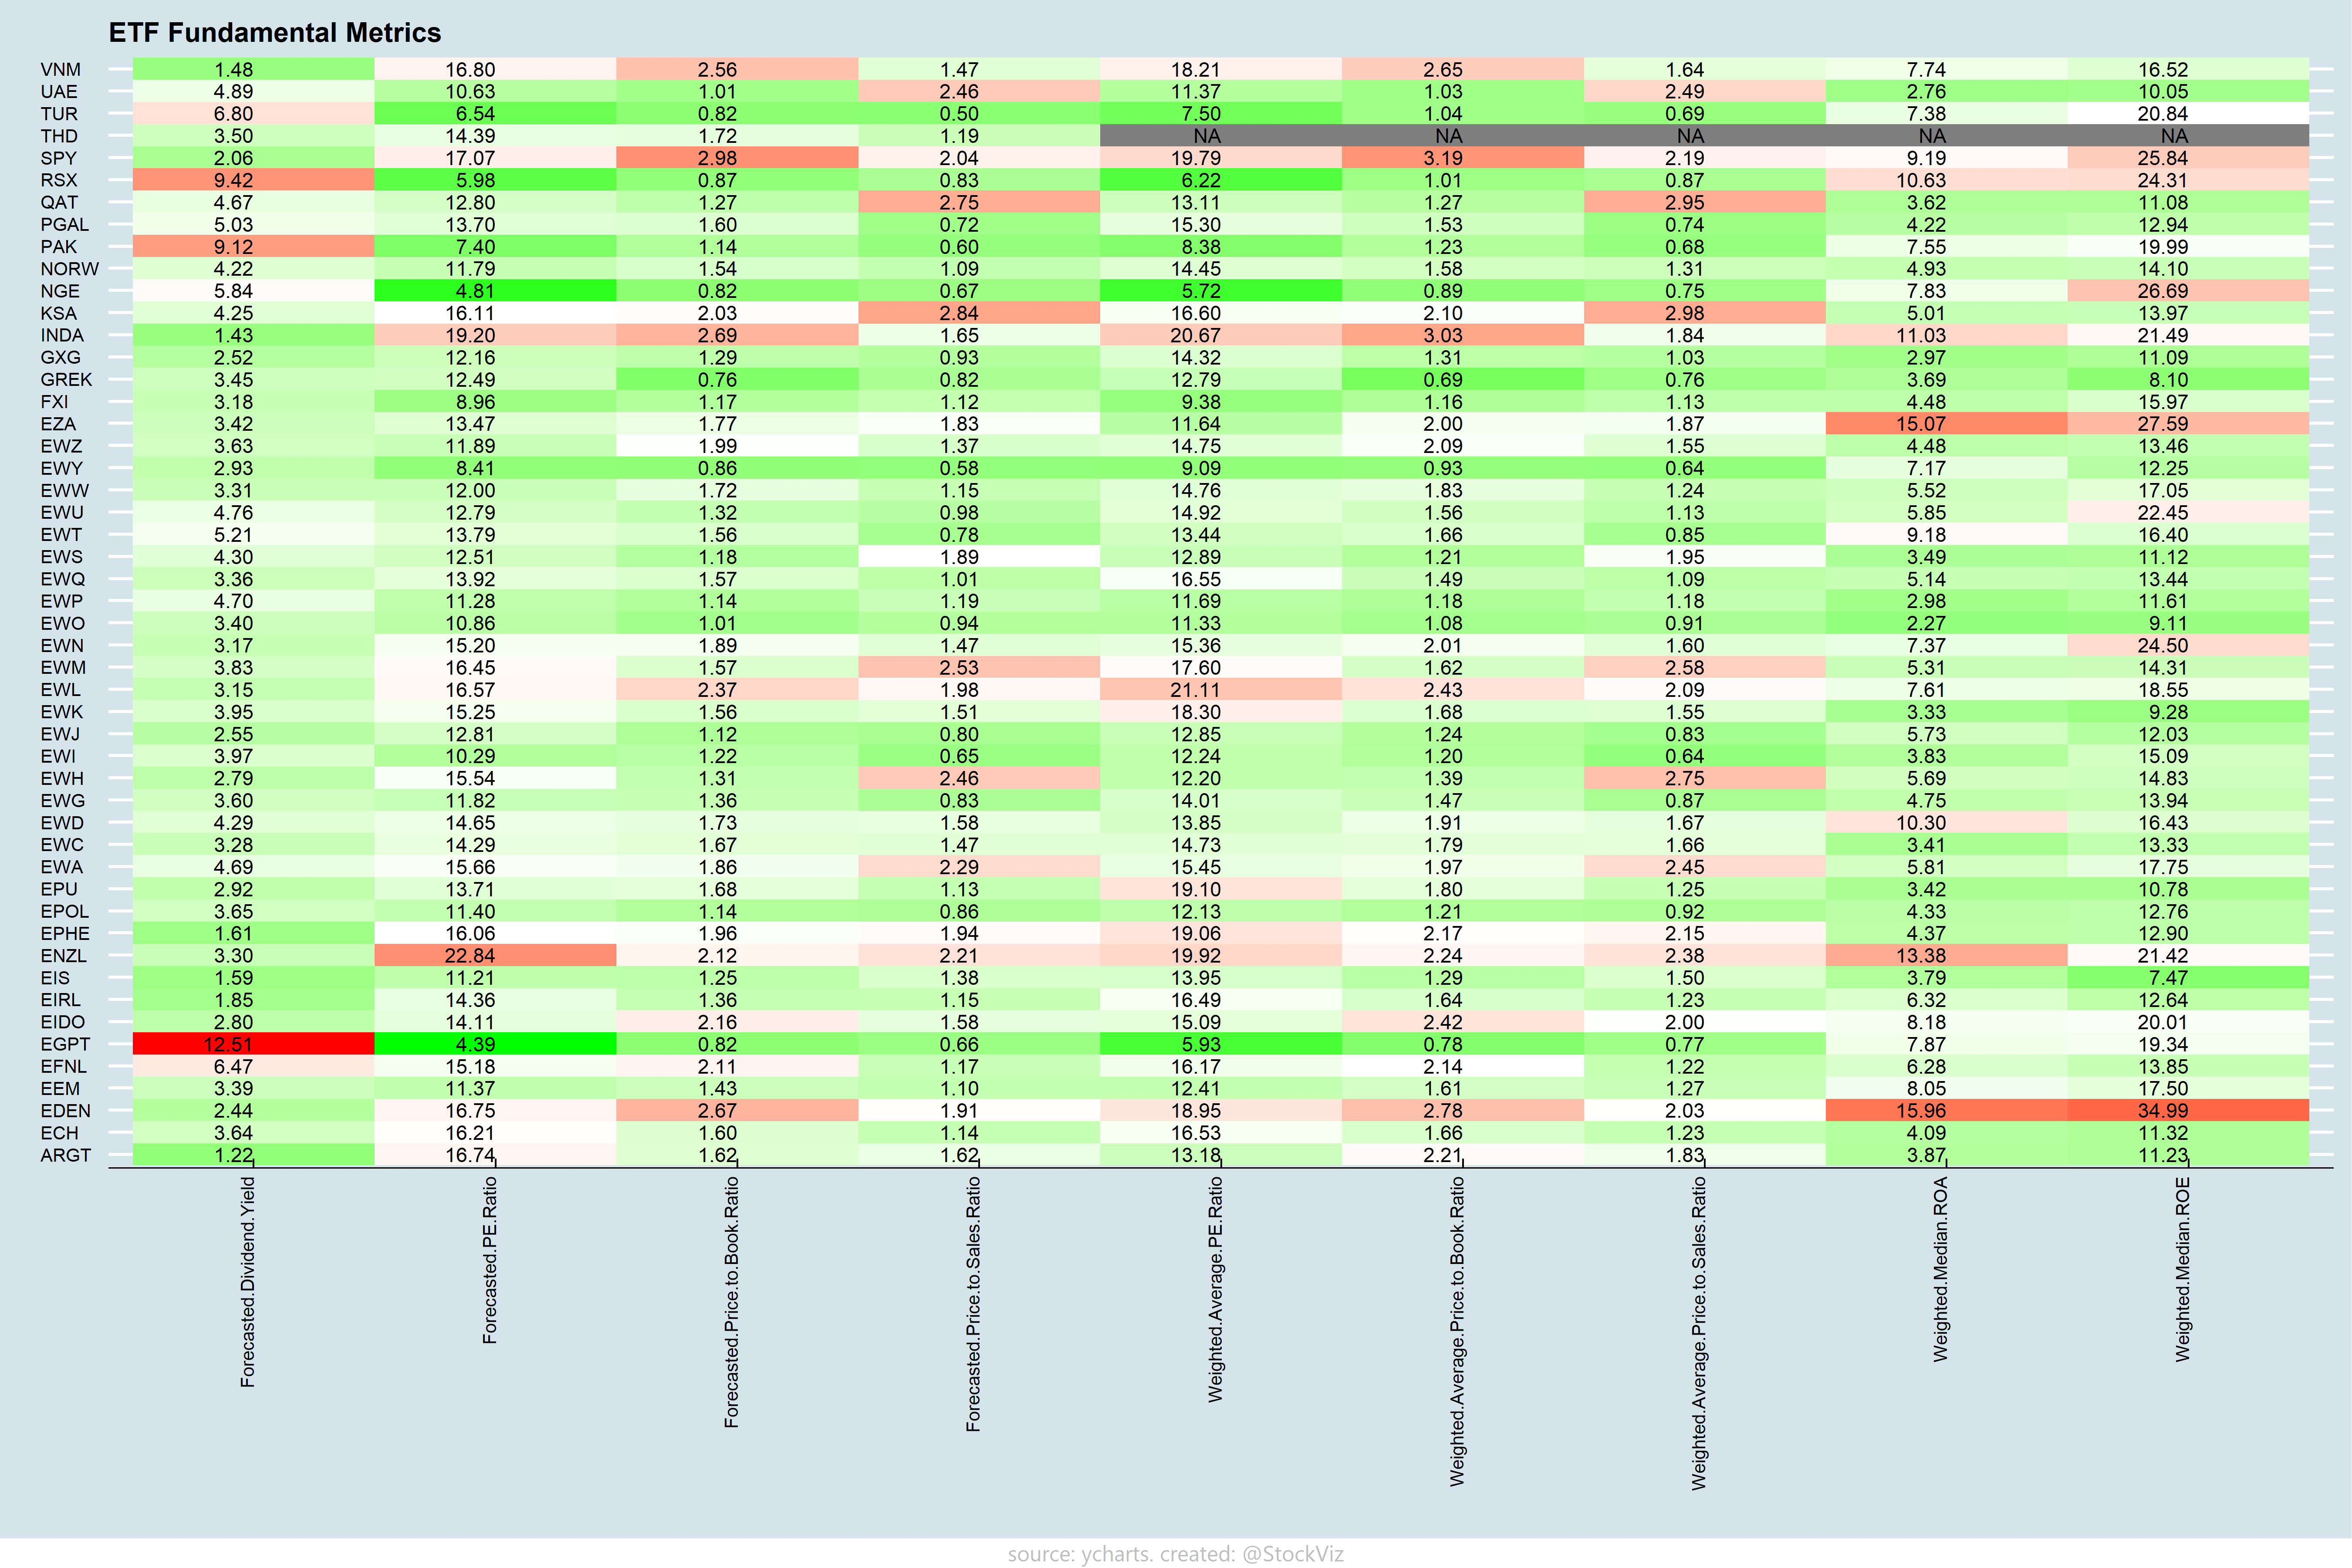 ETF Fundamental Metrics
VNM 1.48 16.80 2.56 1.47 18.21 2.65 1.64 7.74 16.52
UAE 4.89 10.63 1.01 2.46 11.37 1.03 2.49 2.76 10.05
TUR 6.80 6.54 0.82 0.50 7.50 1.04 0.69 7.38 20.84
THD 3.50 14.39 1.72 1.19 NA NA NA NA NA
SPY 2.06 17.07 2.98 2.04 19.79 3.19 2.19 9.19 25.84
RSX 9.42 5.98 0.87 0.83 6.22 1.01 0.87 10.63 24.31
QAT 4.67 12.80 1.27 2.75 13.11 1.27 2.95 3.62 11.08
PGAL 5.03 13.70 1.60 0.72 15.30 1.53 0.74 4.22 12.94
PAK 9.12 7.40 1.14 0.60 8.38 1.23 0.68 7.55 19.99
NORW 4.22 11.79 1.54 1.09 14.45 1.58 1.31 4.93 14.10
NGE 5.84 4.81 0.82 0.67 5.72 0.89 0.75 7.83 26.69
KSA 4.25 16.11 2.03 2.84 16.60 2.10 2.98 5.01 13.97
INDA 1.43 19.20 2.69 1.65 20.67 3.03 1.84 11.03 21.49
GXG 2.52 12.16 1.29 0.93 14.32 1.31 1.03 2.97 11.09
GREK 3.45 12.49 0.76 0.82 12.79 0.69 0.76 3.69 8.10
FXI 3.18 8.96 1.17 1.12 9.38 1.16 1.13 4.48 15.97
EZA 3.42 13.47 1.77 1.83 11.64 2.00 1.87 15.07 27.59
EWZ 3.63 11.89 1.99 1.37 14.75 2.09 1.55 4.48 13.46
EWY 2.93 8.41 0.86 0.58 9.09 0.93 0.64 7.17 12.25
EWW 3.31 12.00 1.72 1.15 14.76 1.83 1.24 5.52 17.05
EWU 4.76 12.79 1.32 0.98 14.92 1.56 1.13 5.85 22.45
EWT 5.21 13.79 1.56 0.78 13.44 1.66 0.85 9.18 16.40
EWS 4.30 12.51 1.18 1.89 12.89 1.21 1.95 3.49 11.12
EWQ 3.36 13.92 1.57 1.01 16.55 1.49 1.09 5.14 13.44
EWP 4.70 11.28 1.14 1.19 11.69 1.18 1.18 2.98 11.61
EWO 3.40 10.86 1.01 0.94 11.33 1.08 0.91 2.27 9.11
EWN 3.17 15.20 1.89 1.47 15.36 2.01 1.60 7.37 24.50
EWM 3.83 16.45 1.57 2.53 17.60 1.62 2.58 5.31 14.31
EWL 3.15 16.57 2.37 1.98 21.11 2.43 2.09 7.61 18.55
EWK 3.95 15.25 1.56 1.51 18.30 1.68 1.55 3.33 9.28
EWJ 2.55 12.81 1.12 0.80 12.85 1.24 0.83 5.73 12.03
EWI 3.97 10.29 1.22 0.65 12.24 1.20 0.64 3.83 15.09
EWH 2.79 15.54 1.31 2.46 12.20 1.39 2.75 5.69 14.83
EWG 3.60 11.82 1.36 0.83 14.01 1.47 0.87 4.75 13.94
EWD 4.29 14.65 1.73 1.58 13.85 1.91 1.67 10.30 16.43
EWC 3.28 14.29 1.67 1.47 14.73 1.79 1.66 3.41 13.33
EWA 4.69 15.66 1.86 2.29 15.45 1.97 2.45 5.81 17.75
EPU 2.92 13.71 1.68 1.13 19.10 1.80 1.25 3.42 10.78
EPOL 3.65 11.40 1.14 0.86 12.13 1.21 0.92 4.33 12.76
EPHE 1.61 16.06 1.96 1.94 19.06 2.17 2.15 4.37 12.90
ENZL 3.30 22.84 2.12 2.21 19.92 2.24 2.38 13.38 21.42
EIS 1.59 11.21 1.25 1.38 13.95 1.29 1.50 3.79 7.47
EIRL 1.85 14.36 1.36 1.15 16.49 1.64 1.23 6.32 12.64
EIDO 2.80 14.11 2.16 1.58 15.09 2.42 2.00 8.18 20.01
EGPT 12.51 4.39 0.82 0.66 5.93 0.78 0.77 7.87 19.34
EFNL 6.47 15.18 2.11 1.17 16.17 2.14 1.22 6.28 13.85
EEM 3.39 11.37 1.43 1.10 12.41 1.61 1.27 8.05 17.50
EDEN 2.44 16.75 2.67 1.91 18.95 2.78 2.03 15.96 34.99
ECH 3.64 16.21 1.60 1.14 16.53 1.66 1.23 4.09 11.32
ARGT 1.22 16.74 1.62 1.62 13.18 2.21 1.83 3.87 11.23
Forecasted.Dividend.Yield
Forecasted.PE.Ratio
Forecasted.Price.to.Book.Ratio
Forecasted.Price.to.Sales.Ratio
Weighted.Average.PE.Ratio
Weighted.Average.Price.to.Book.Ratio
Weighted.Average.Price.to.Sales.Ratio
Weighted.Median.ROA
Weighted.Median.ROE
source: ycharts. created: @StockViz